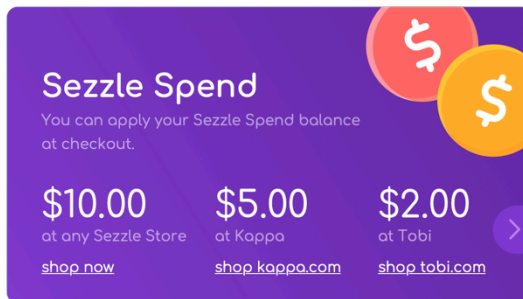 Sezzle Spend
You can apply your Sezzle Spend balance
at checkout.
$10.00 $5.00 $2.00
at any Sezzle Store at Kappa at Tobi
shop now shop kappa.com shop tobi.com
$
$